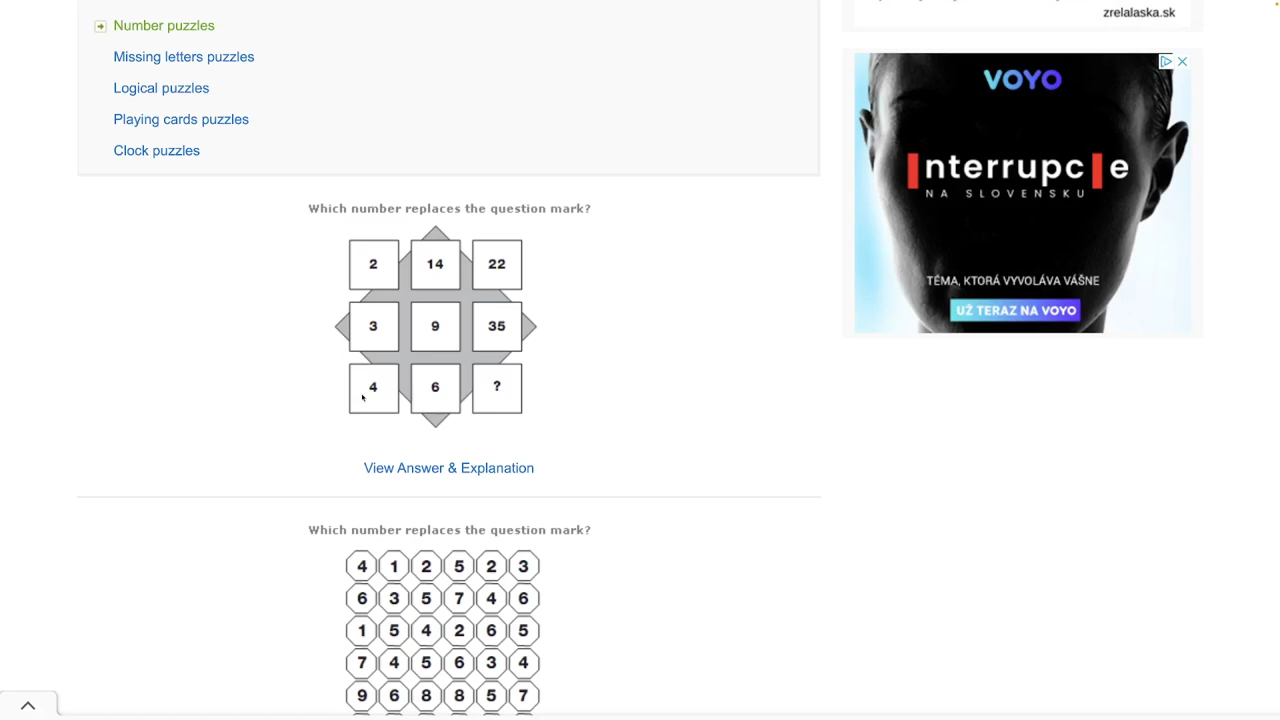 zrelalaska.sk
Number puzzles
Missing letters puzzles
Logical puzzles
Playing cards puzzles
Clock puzzles
VOYO
Interrupcie
NA SLOVENSKU
TÉMA, KTORÁ VYVOLÁVA VÁŠNE
UŽ TERAZ NA VOYO
Which number replaces the question mark?
2 14 22
3 9 35
4 6 ?
View Answer & Explanation
Which number replaces the question mark?
4 1 2 5 2 3
6 3 5 7 4 6
1 5 4 2 6 5
7 4 5 6 3 4
9 6 8 8 5 7